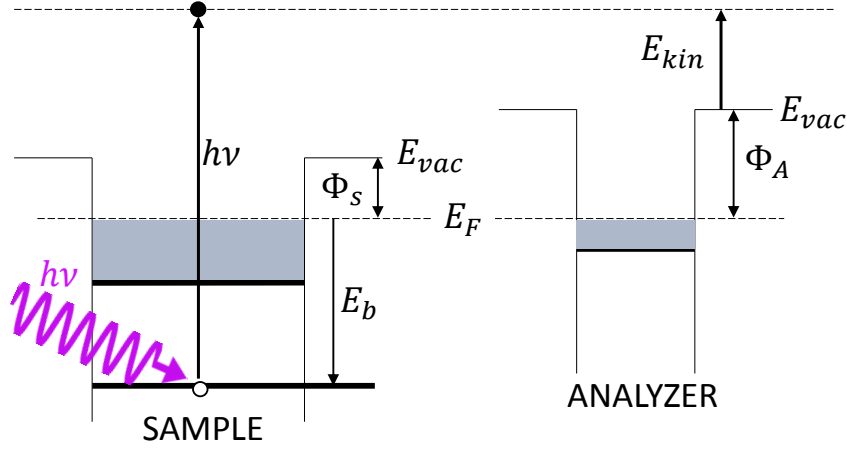 E_kin
E_vac
hν
E_vac
Φ_s
Φ_A
E_F
hν
E_b
ANALYZER
SAMPLE